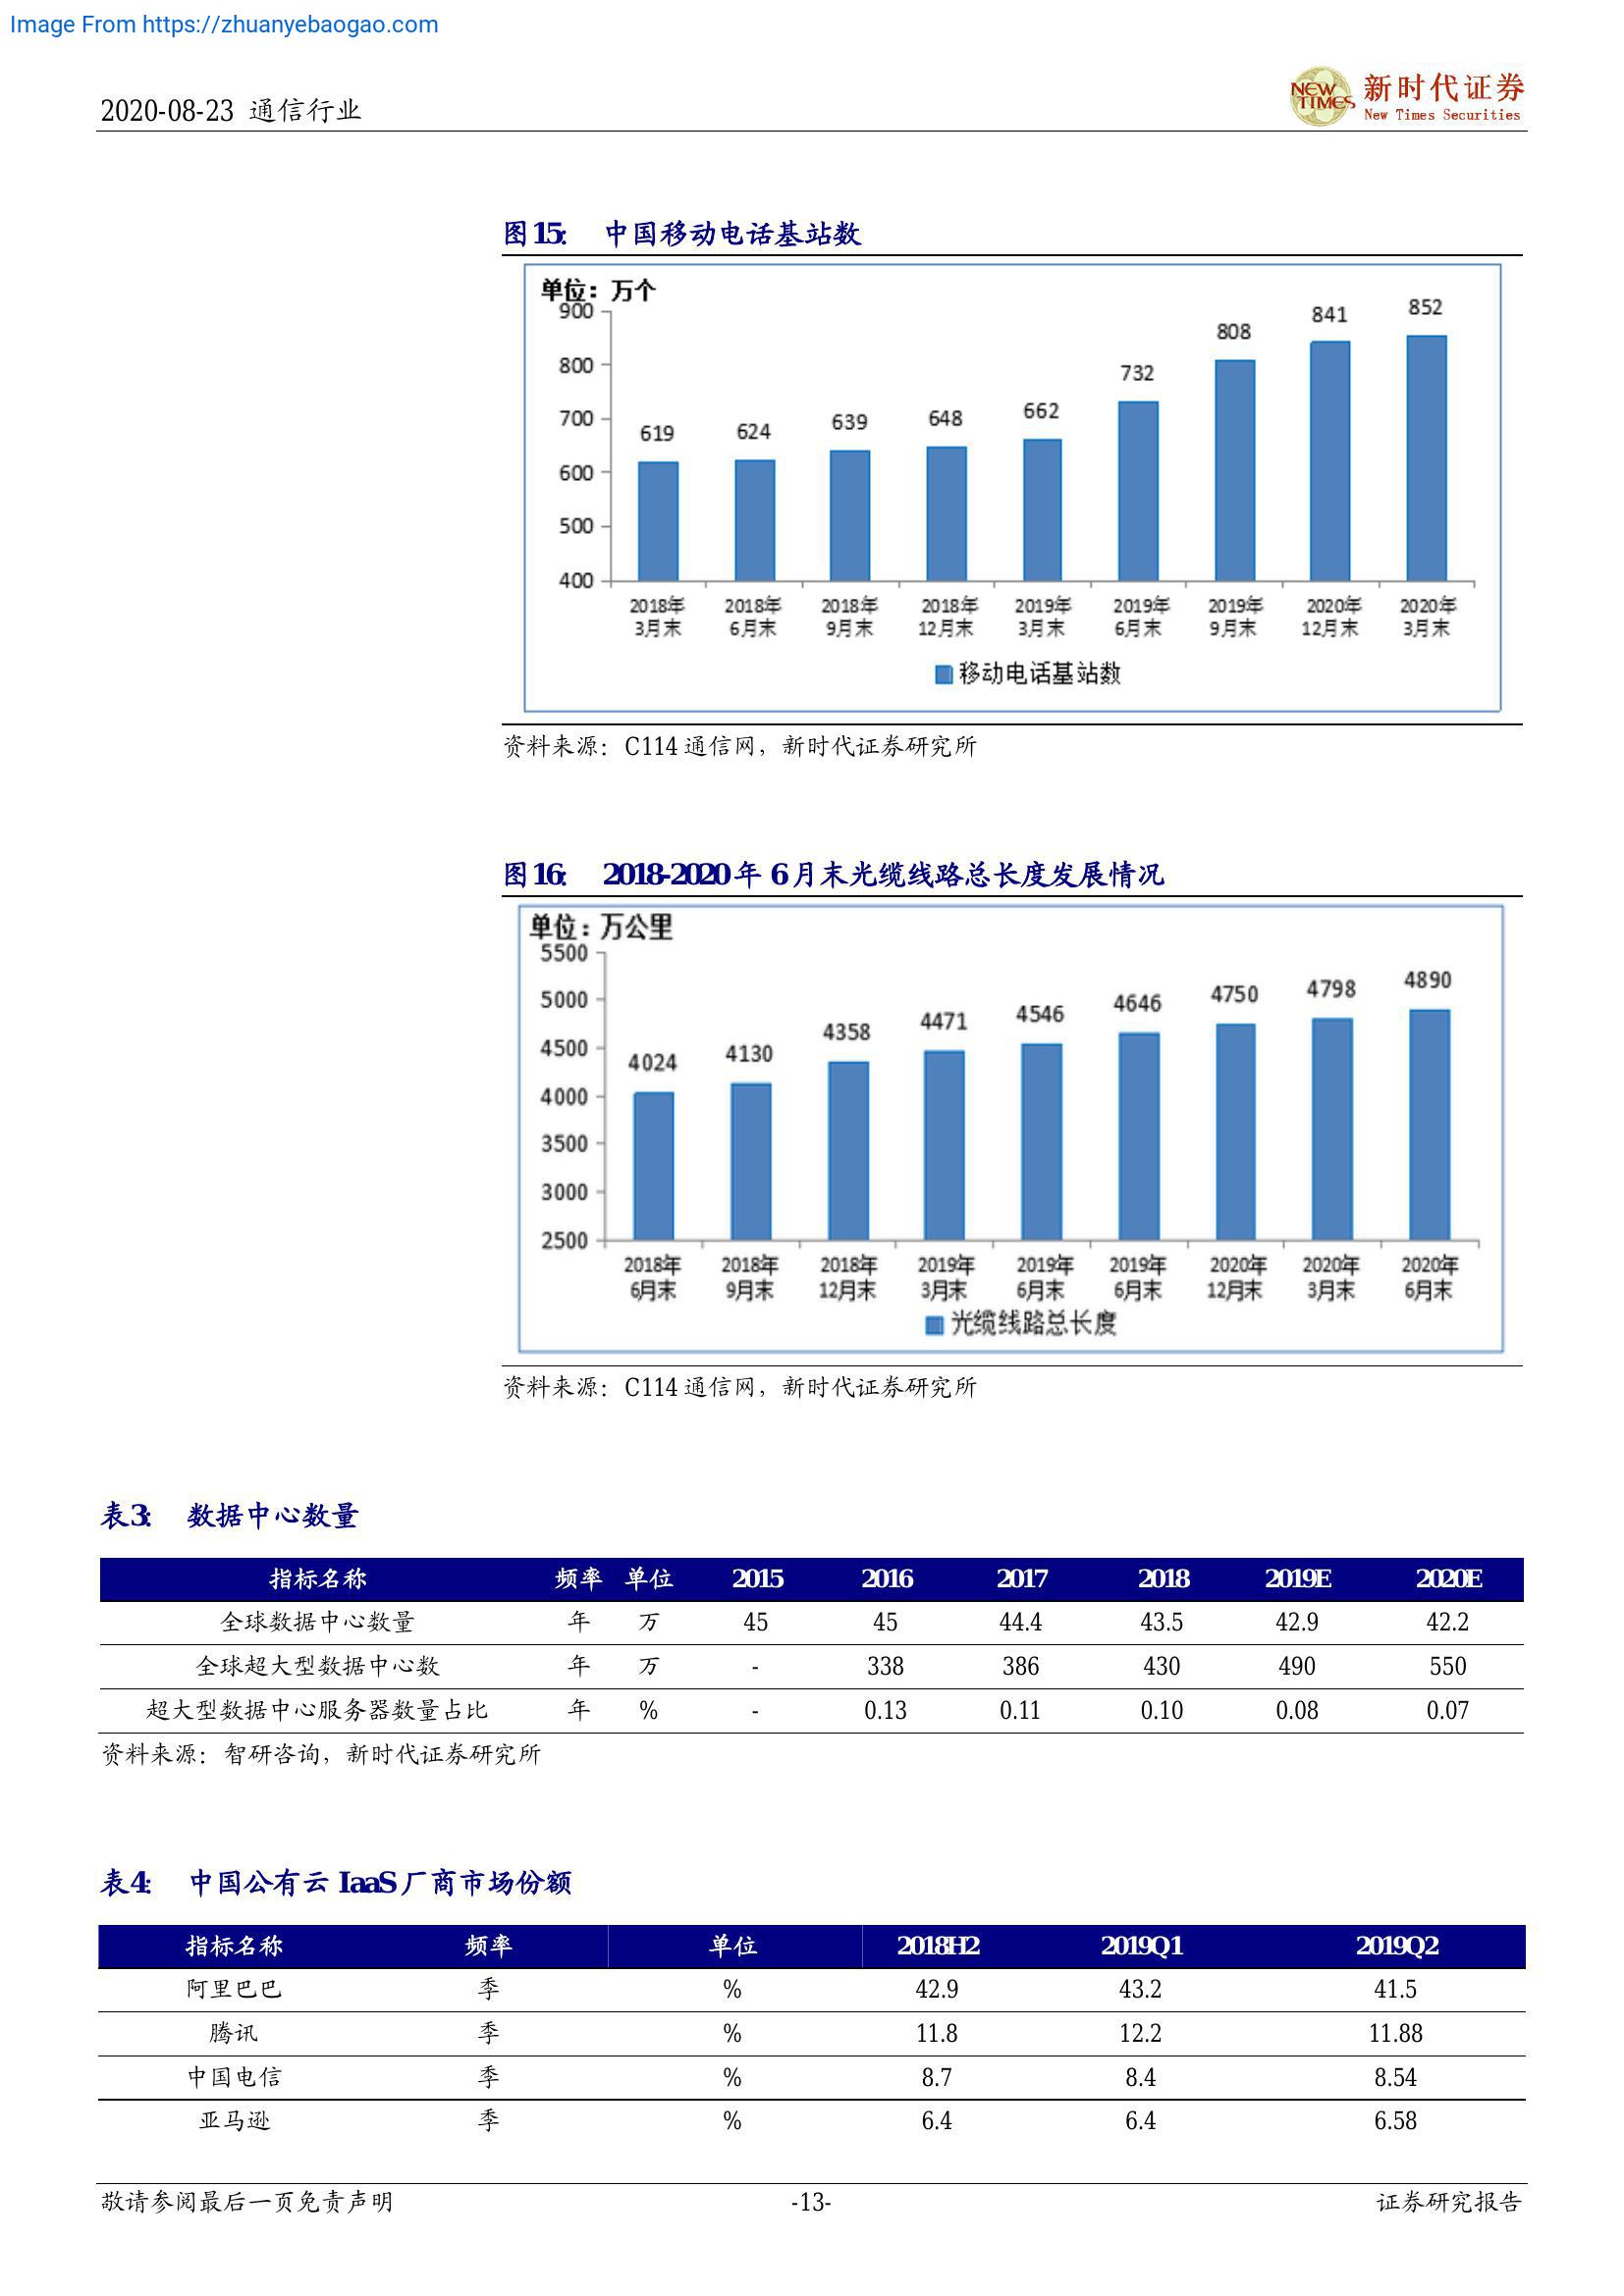 Image From https://zhuanyebaogao.com
2020-08-23 通信行业
NEW TIMES 新时代证券
New Times Securities
图15: 中国移动电话基站数
单位：万个
900
800
700
600
500
400
619 624 639 648 662 732 808 841 852
2018年 2018年 2018年 2018年 2019年 2019年 2019年 2020年 2020年
3月末 6月末 9月末 12月末 3月末 6月末 9月末 12月末 3月末
移动电话基站数
资料来源：C114通信网，新时代证券研究所
图16: 2018-2020年6月末光缆线路总长度发展情况
单位：万公里
5500
5000
4500
4000
3500
3000
2500
4024 4130 4358 4471 4546 4646 4750 4798 4890
2018年 2018年 2018年 2019年 2019年 2019年 2020年 2020年 2020年
6月末 9月末 12月末 3月末 6月末 6月末 12月末 3月末 6月末
光缆线路总长度
资料来源：C114通信网，新时代证券研究所
表3: 数据中心数量
指标名称 频率 单位 2015 2016 2017 2018 2019E 2020E
全球数据中心数量 年 万 45 45 44.4 43.5 42.9 42.2
全球超大型数据中心数 年 万 - 338 386 430 490 550
超大型数据中心服务器数量占比 年 % - 0.13 0.11 0.10 0.08 0.07
资料来源：智研咨询，新时代证券研究所
表4: 中国公有云 IaaS厂商市场份额
指标名称 频率 单位 2018H2 2019Q1 2019Q2
阿里巴巴 季 % 42.9 43.2 41.5
腾讯 季 % 11.8 12.2 11.88
中国电信 季 % 8.7 8.4 8.54
亚马逊 季 % 6.4 6.4 6.58
敬请参阅最后一页免责声明 -13- 证券研究报告